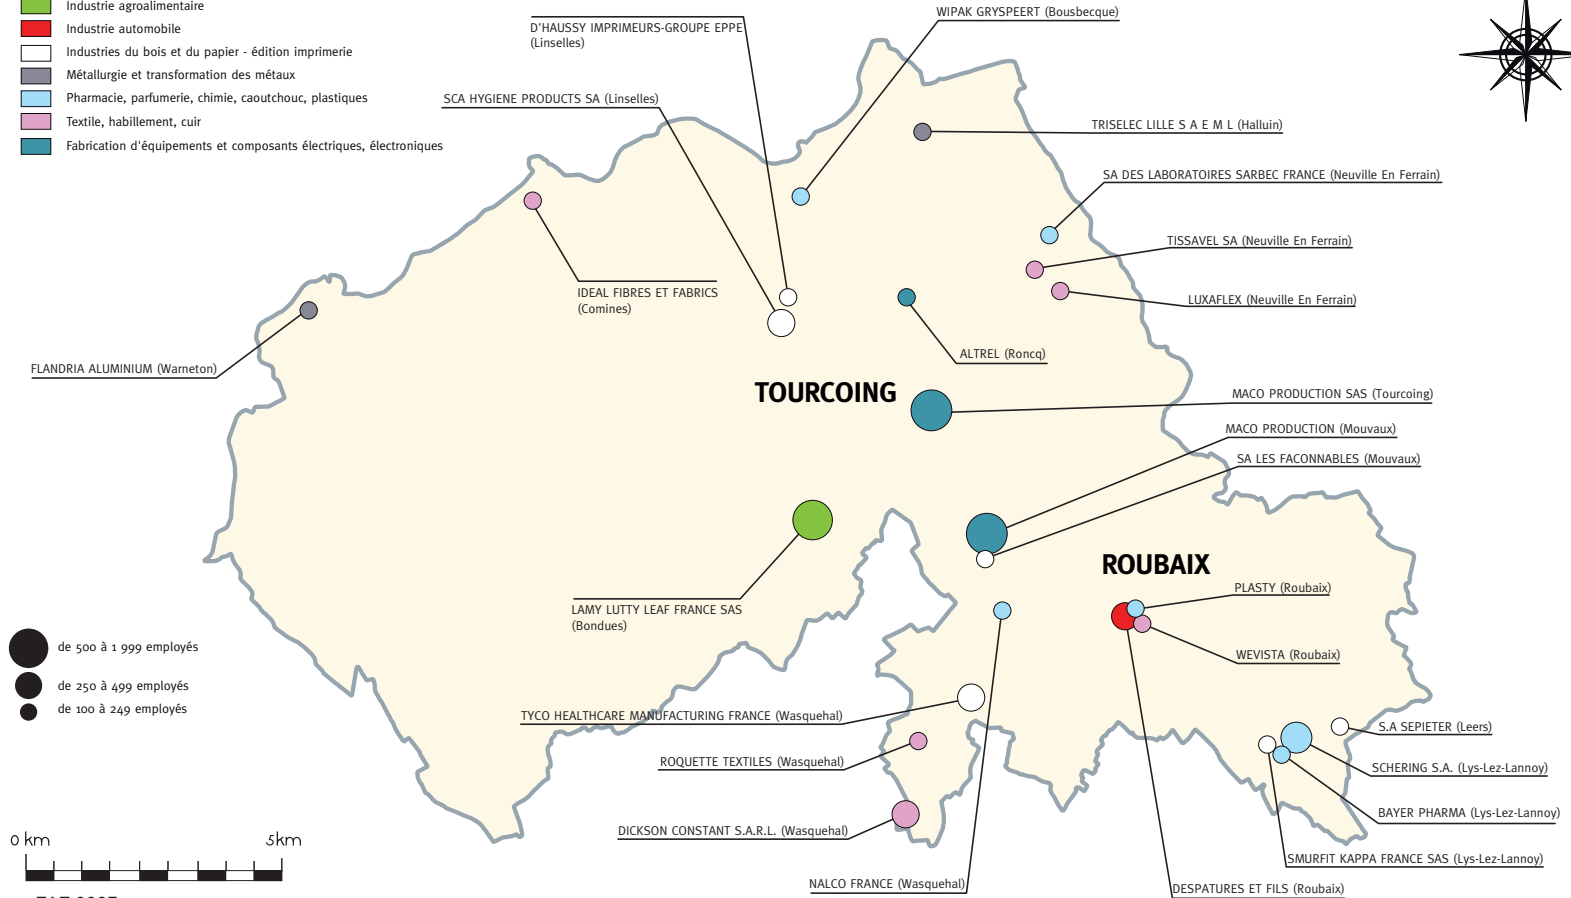 Industrie agroalimentaire
Industrie automobile
Industries du bois et du papier - édition imprimerie
Métallurgie et transformation des métaux
Pharmacie, parfumerie, chimie, caoutchouc, plastiques
Textile, habillement, cuir
Fabrication d'équipements et composants électriques, électroniques
D'HAUSSY IMPRIMEURS-GROUPE EPPE
(Linselles)
WIPAK GRYSPEERT (Bousbecque)
SCA HYGIENE PRODUCTS SA (Linselles)
TRISELEC LILLE S A E M L (Halluin)
SA DES LABORATOIRES SARBEC FRANCE (Neuville En Ferrain)
TISSAVEL SA (Neuville En Ferrain)
IDEAL FIBRES ET FABRICS
(Comines)
LUXAFLEX (Neuville En Ferrain)
FLANDRIA ALUMINIUM (Warneton)
ALTREL (Roncq)
TOURCOING
MACO PRODUCTION SAS (Tourcoing)
MACO PRODUCTION (Mouvaux)
SA LES FACONNABLES (Mouvaux)
ROUBAIX
PLASTY (Roubaix)
LAMY LUTTY LEAF FRANCE SAS
(Bondues)
WEVISTA (Roubaix)
de 500 à 1 999 employés
de 250 à 499 employés
de 100 à 249 employés
TYCO HEALTHCARE MANUFACTURING FRANCE (Wasquehal)
S.A SEPIETER (Leers)
ROQUETTE TEXTILES (Wasquehal)
SCHERING S.A. (Lys-Lez-Lannoy)
BAYER PHARMA (Lys-Lez-Lannoy)
DICKSON CONSTANT S.A.R.L. (Wasquehal)
0 km 5km
SMURFIT KAPPA FRANCE SAS (Lys-Lez-Lannoy)
NALCO FRANCE (Wasquehal)
DESPATURES ET FILS (Roubaix)